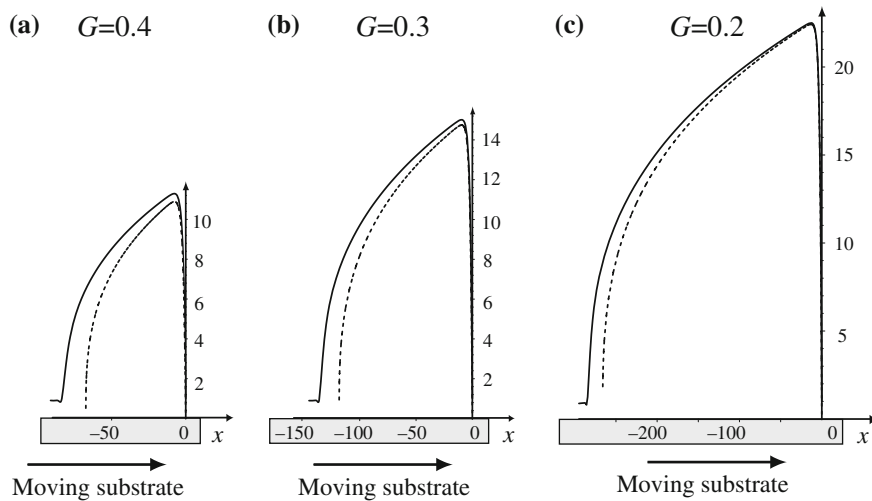 (a) G=0.4
10
8
6
4
2
−50 0 x
Moving substrate
(b) G=0.3
14
12
10
8
6
4
2
−150 −100 −50 0 x
Moving substrate
(c) G=0.2
20
15
10
5
−200 −100 0 x
Moving substrate